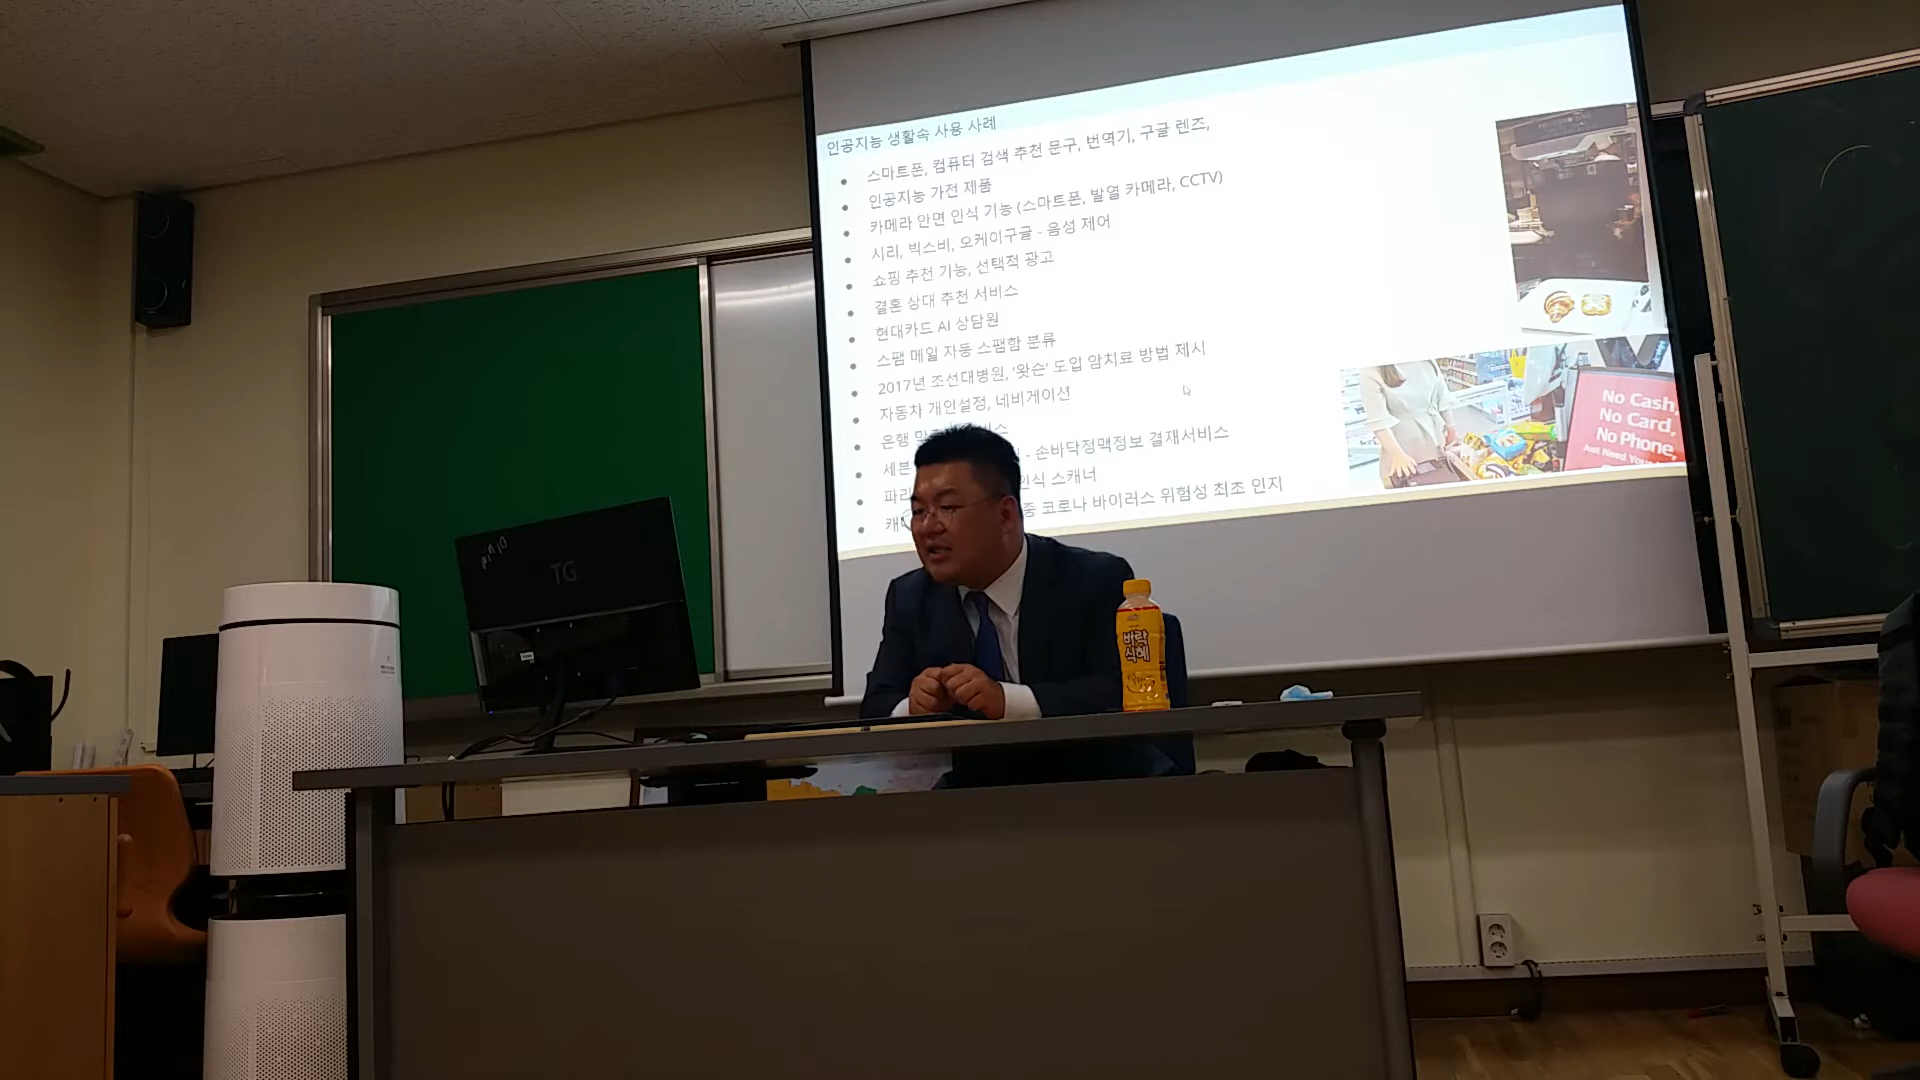 인공지능 생활속 사용 사례
스마트폰, 컴퓨터 검색 추천 문구, 번역기, 구글 렌즈,
인공지능 가전 제품
카메라 안면 인식 기능 (스마트폰, 발열 카메라, CCTV)
시리, 빅스비, 오케이구글 - 음성 제어
쇼핑 추천 기능, 선택적 광고
결혼 상대 추천 서비스
현대카드 AI 상담원
스팸 메일 자동 스팸함 분류
2017년 조선대병원, '왓슨' 도입 암치료 방법 제시
자동차 개인설정, 네비게이션
은행
세븐 - 손바닥정맥정보 결재서비스
인식 스캐너
코로나 바이러스 위험성 최초 인지
No Cash,
No Card,
No Phone,
Just Need Your
TG
바락
식혜